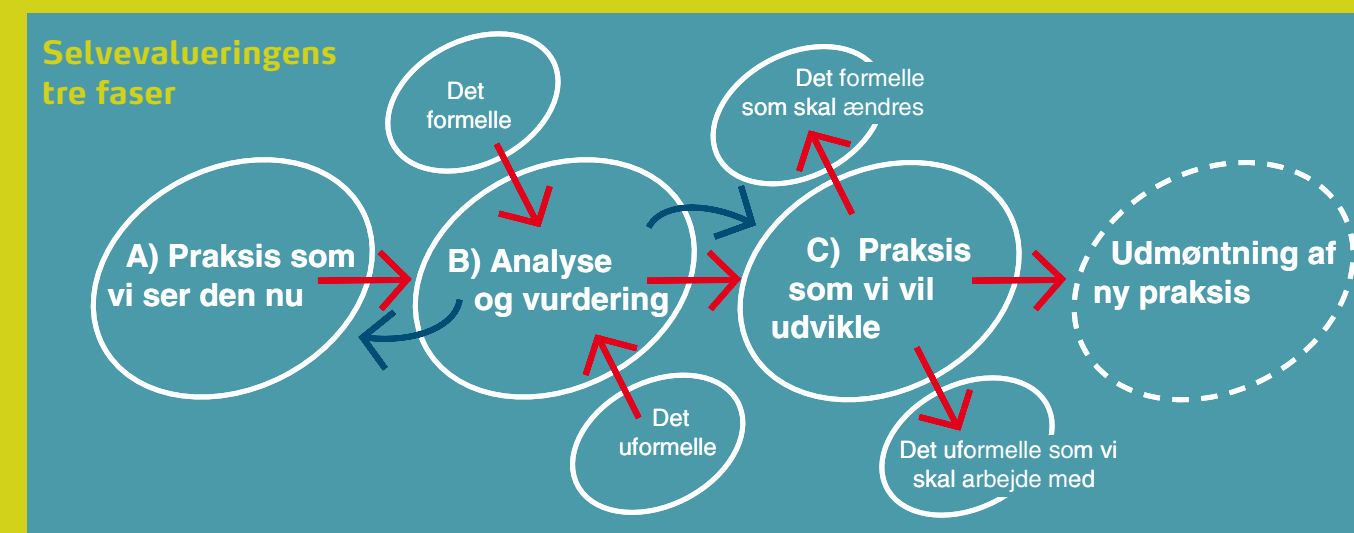 Selvevalueringens
tre faser
Det
formelle
Det formelle
som skal ændres
A) Praksis som
vi ser den nu
B) Analyse
og vurdering
C) Praksis
som vi vil
udvikle
Udmøntning af
ny praksis
Det
uformelle
Det uformelle som vi
skal arbejde med